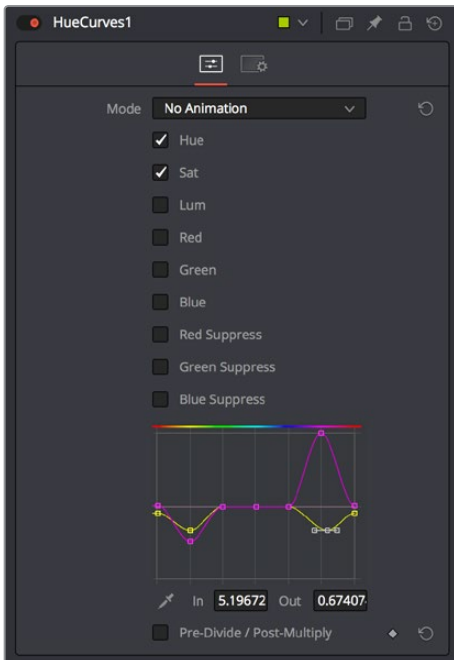 HueCurves1
Mode No Animation
Hue
Sat
Lum
Red
Green
Blue
Red Suppress
Green Suppress
Blue Suppress
In 5.19672 Out 0.67407
Pre-Divide / Post-Multiply